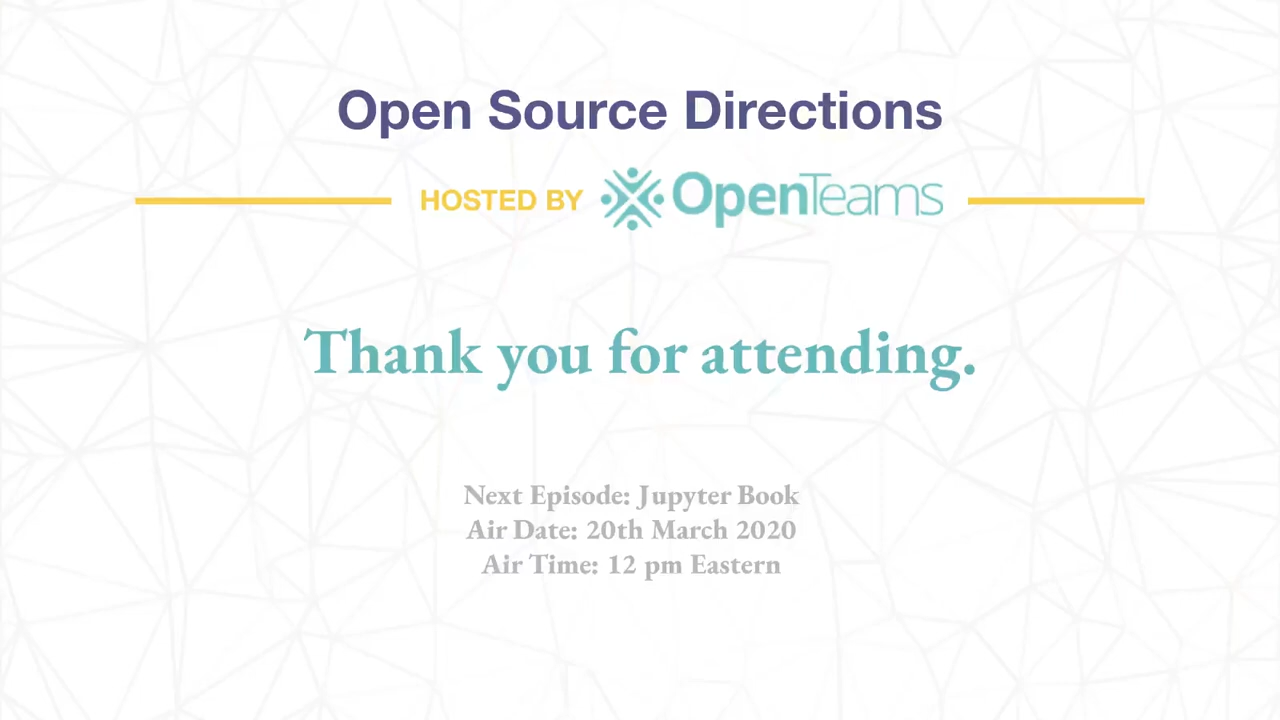 Open Source Directions
HOSTED BY OpenTeams
Thank you for attending.
Next Episode: Jupyter Book
Air Date: 20th March 2020
Air Time: 12 pm Eastern